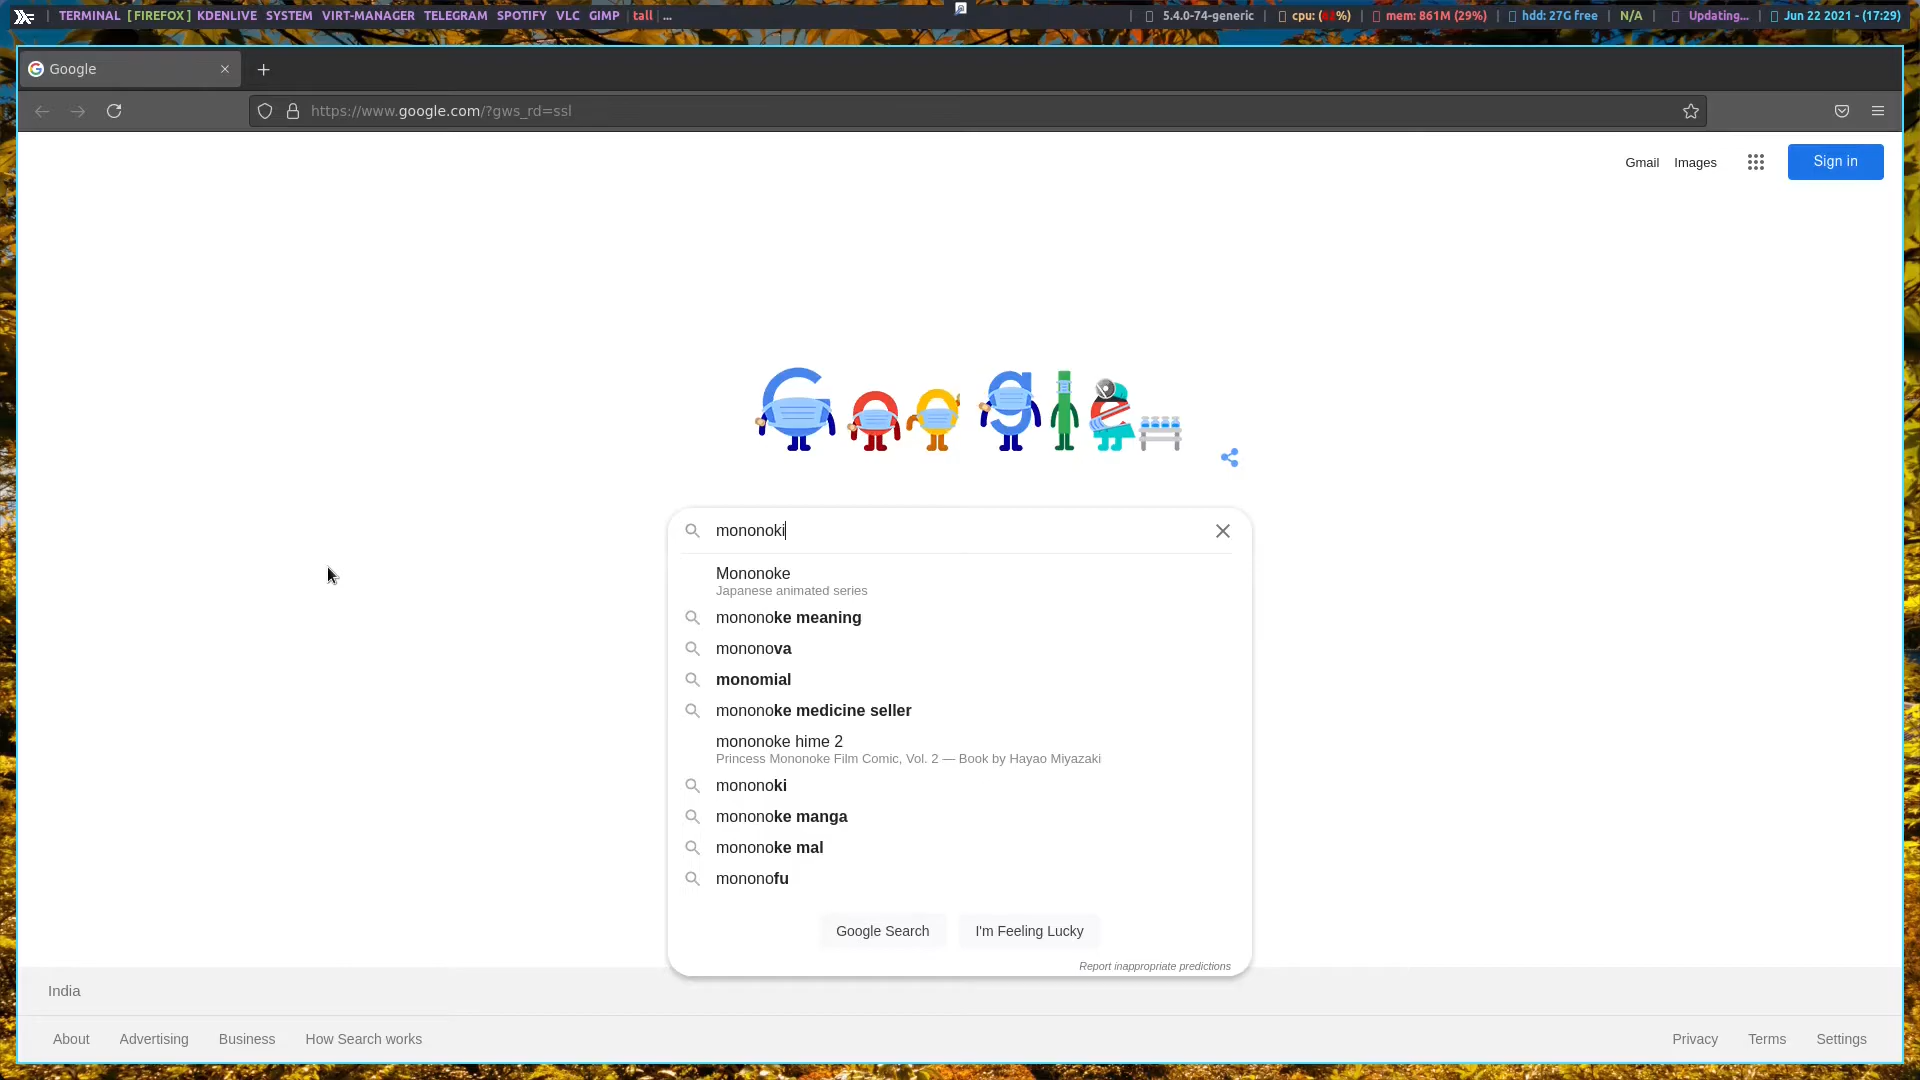 TERMINAL [ FIREFOX ] KDENLIVE SYSTEM VIRT-MANAGER TELEGRAM SPOTIFY VLC GIMP | tall | ...
| 5.4.0-74-generic | cpu: ( %) | mem: 861M (29%) | hdd: 27G free | N/A | Updating... | Jun 22 2021 - (17:29)
Google
https://www.google.com/?gws_rd=ssl
Gmail Images Sign in
Google
mononoki
Mononoke
Japanese animated series
mononoke meaning
mononova
monomial
mononoke medicine seller
mononoke hime 2
Princess Mononoke Film Comic, Vol. 2 — Book by Hayao Miyazaki
mononoki
mononoke manga
mononoke mal
mononofu
Google Search I'm Feeling Lucky
Report inappropriate predictions
India
About Advertising Business How Search works Privacy Terms Settings